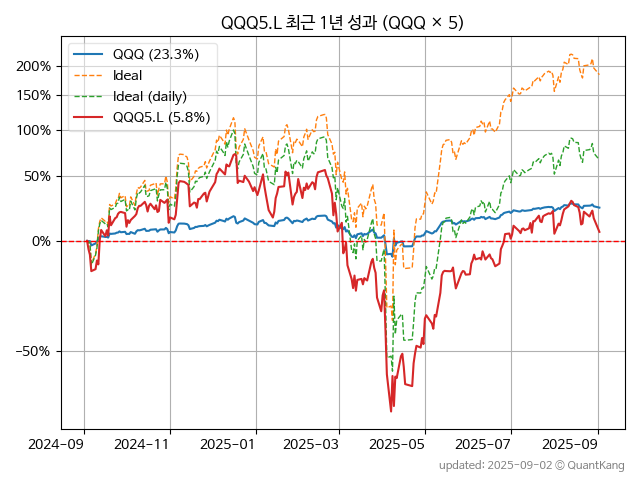 QQQ5.L 최근 1년 성과 (QQQ × 5)
QQQ (23.3%)
Ideal
Ideal (daily)
QQQ5.L (5.8%)
200%
150%
100%
50%
0%
−50%
2024−09
2024−11
2025−01
2025−03
2025−05
2025−07
2025−09
updated: 2025-09-02 © QuantKang